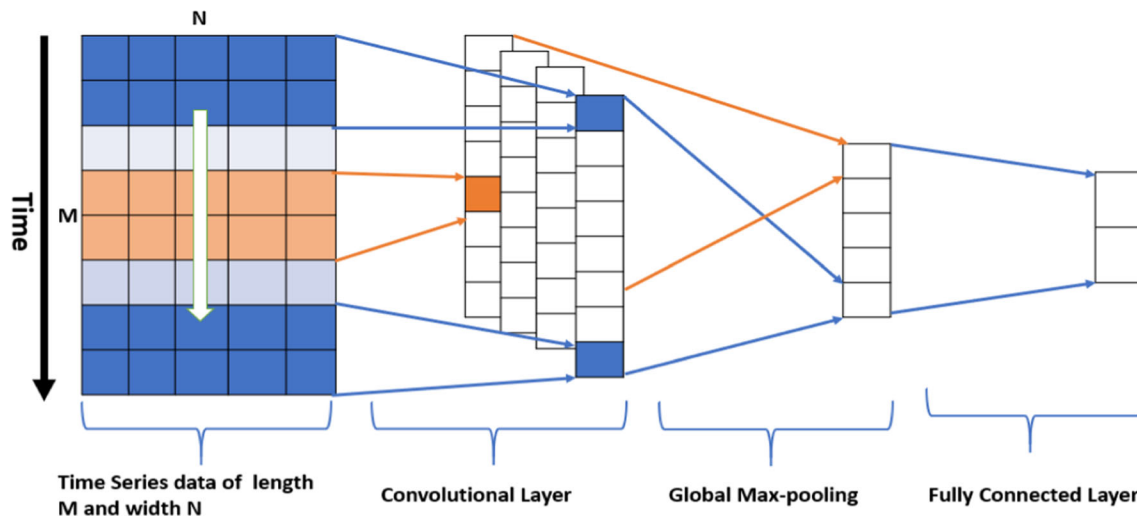 N
Time
M
Time Series data of length
M and width N
Convolutional Layer
Global Max-pooling
Fully Connected Layer